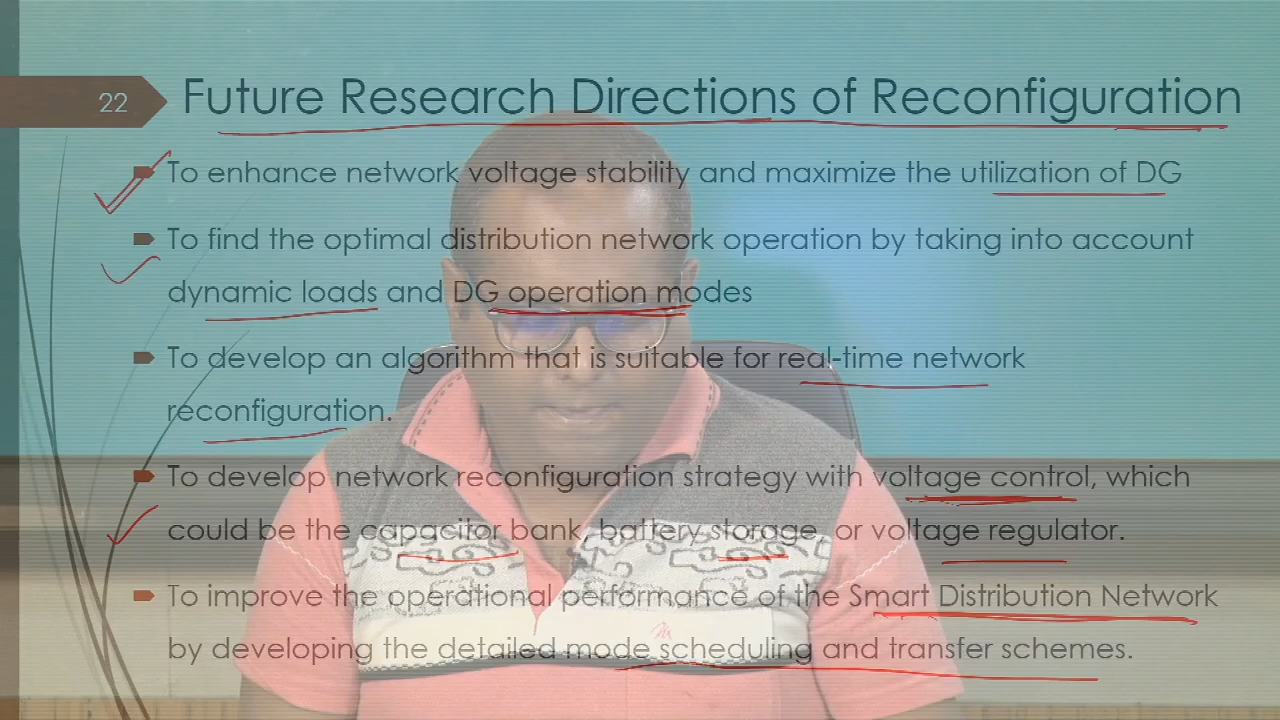 22
Future Research Directions of Reconfiguration
To enhance network voltage stability and maximize the utilization of DG
To find the optimal distribution network operation by taking into account
dynamic loads and DG operation modes
To develop an algorithm that is suitable for real-time network
reconfiguration.
To develop network reconfiguration strategy with voltage control, which
could be the capacitor bank, battery storage, or voltage regulator.
To improve the operational performance of the Smart Distribution Network
by developing the detailed mode scheduling and transfer schemes.